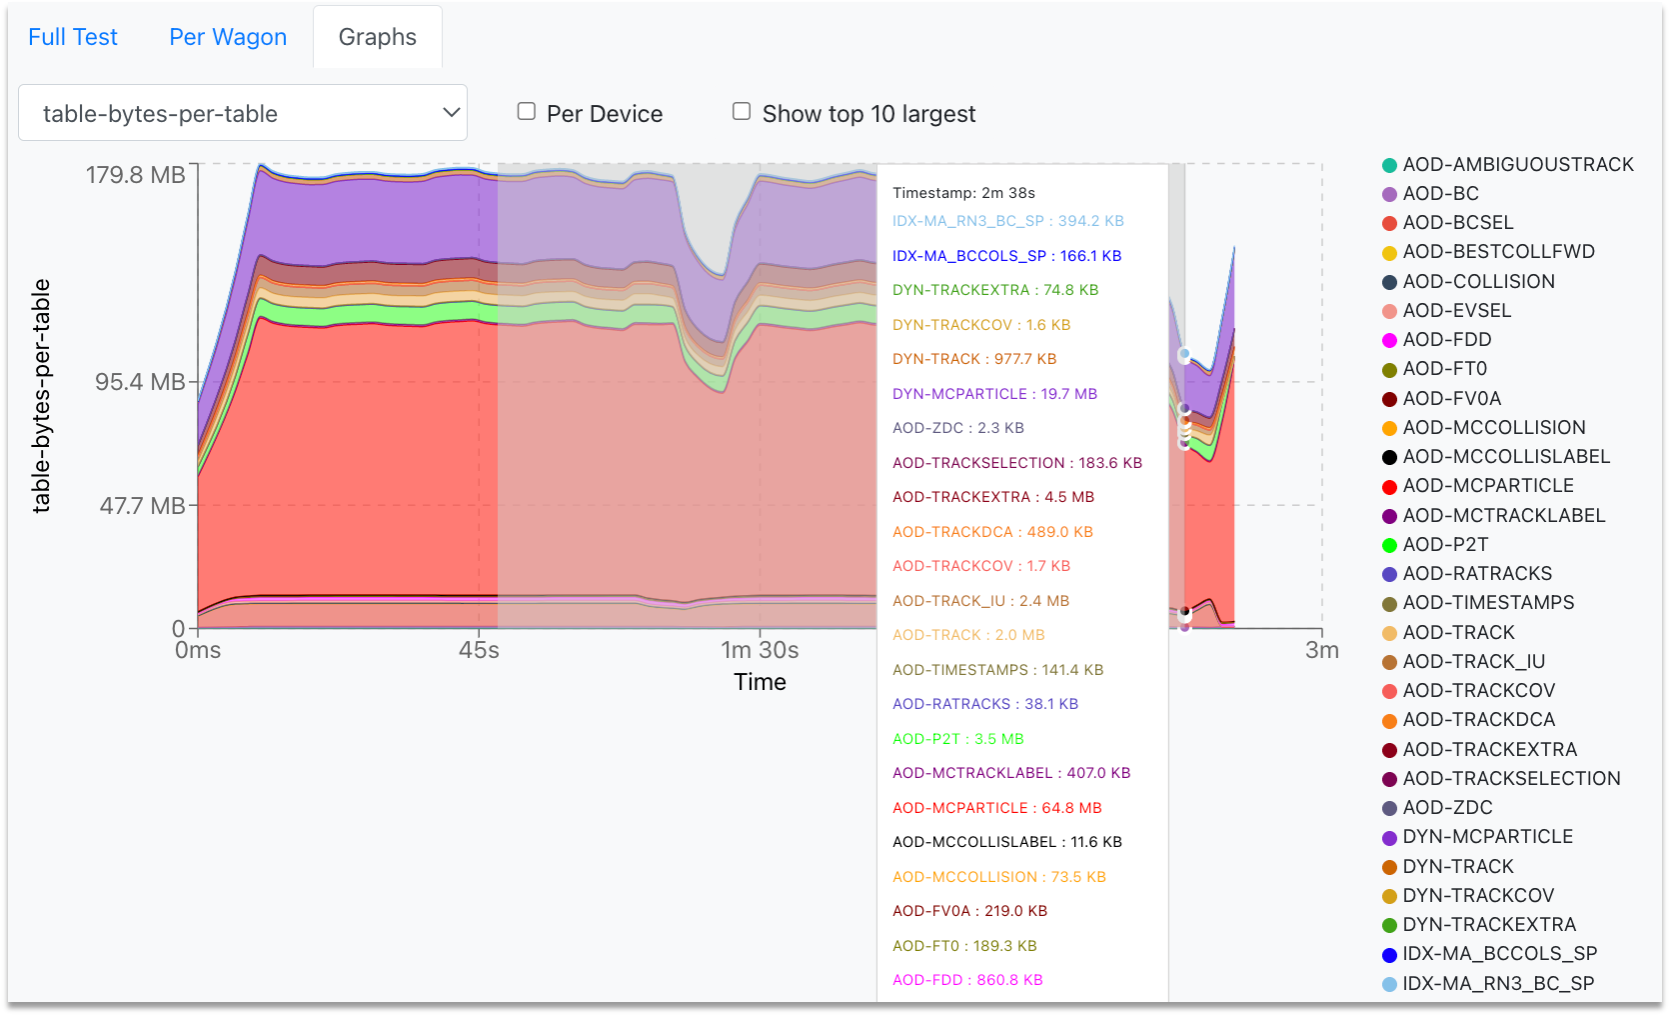 Full Test
Per Wagon
Graphs
table-bytes-per-table
Per Device
Show top 10 largest
179.8 MB
95.4 MB
47.7 MB
0
table-bytes-per-table
0ms
45s
1m 30s
3m
Time
Timestamp: 2m 38s
IDX-MA_RN3_BC_SP : 394.2 KB
IDX-MA_BCCOLS_SP : 166.1 KB
DYN-TRACKEXTRA : 74.8 KB
DYN-TRACKCOV : 1.6 KB
DYN-TRACK : 977.7 KB
DYN-MCPARTICLE : 19.7 MB
AOD-ZDC : 2.3 KB
AOD-TRACKSELECTION : 183.6 KB
AOD-TRACKEXTRA : 4.5 MB
AOD-TRACKDCA : 489.0 KB
AOD-TRACKCOV : 1.7 KB
AOD-TRACK_IU : 2.4 MB
AOD-TRACK : 2.0 MB
AOD-TIMESTAMPS : 141.4 KB
AOD-RATRACKS : 38.1 KB
AOD-P2T : 3.5 MB
AOD-MCTRACKLABEL : 407.0 KB
AOD-MCPARTICLE : 64.8 MB
AOD-MCCOLLISLABEL : 11.6 KB
AOD-MCCOLLISION : 73.5 KB
AOD-FV0A : 219.0 KB
AOD-FT0 : 189.3 KB
AOD-FDD : 860.8 KB
AOD-AMBIGUOUSTRACK
AOD-BC
AOD-BCSEL
AOD-BESTCOLLFWD
AOD-COLLISION
AOD-EVSEL
AOD-FDD
AOD-FT0
AOD-FV0A
AOD-MCCOLLISION
AOD-MCCOLLISLABEL
AOD-MCPARTICLE
AOD-MCTRACKLABEL
AOD-P2T
AOD-RATRACKS
AOD-TIMESTAMPS
AOD-TRACK
AOD-TRACK_IU
AOD-TRACKCOV
AOD-TRACKDCA
AOD-TRACKEXTRA
AOD-TRACKSELECTION
AOD-ZDC
DYN-MCPARTICLE
DYN-TRACK
DYN-TRACKCOV
DYN-TRACKEXTRA
IDX-MA_BCCOLS_SP
IDX-MA_RN3_BC_SP